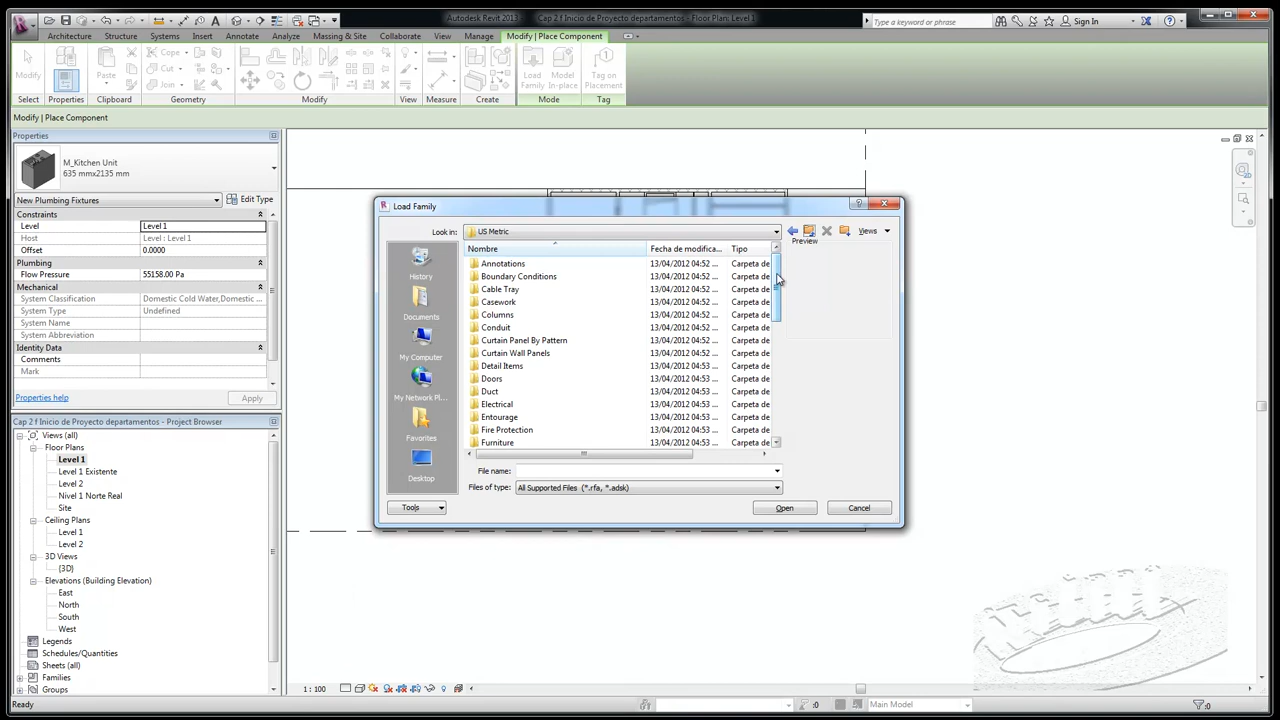 Autodesk Revit 2013 - Cap 2 f Inicio de Proyecto departamentos - Floor Plan: Level 1
Type a keyword or phrase
Sign In
Architecture Structure Systems Insert Annotate Analyze Massing & Site Collaborate View Manage Modify | Place Component
Modify
Paste
Cope
Cut
Join
Load Family
Model In-place
Tag on Placement
Select Properties Clipboard Geometry Modify View Measure Create Mode Tag
Modify | Place Component
Properties
M_Kitchen Unit
635 mmx2135 mm
New Plumbing Fixtures Edit Type
Constraints
Level Level 1
Host Level : Level 1
Offset 0.0000
Plumbing
Flow Pressure 55158.00 Pa
Mechanical
System Classification Domestic Cold Water,Domestic ...
System Type Undefined
System Name
Identity Data
Comments
Mark
Properties help Apply
Cap 2 f Inicio de Proyecto departamentos - Project Browser
Views (all)
Floor Plans
Level 1
Level 1 Existente
Level 2
Nivel 1 Norte Real
Site
Ceiling Plans
Level 1
Level 2
3D Views
{3D}
Elevations (Building Elevation)
East
North
South
West
Legends
Schedules/Quantities
Sheets (all)
Families
Groups
Load Family
Look in: US Metric Views
Preview
History
Documents
My Computer
My Network Pl...
Favorites
Desktop
Nombre Fecha de modifica... Tipo
Annotations 13/04/2012 04:52 ... Carpeta de
Boundary Conditions 13/04/2012 04:52 ... Carpeta de
Cable Tray 13/04/2012 04:52 ... Carpeta de
Casework 13/04/2012 04:52 ... Carpeta de
Columns 13/04/2012 04:52 ... Carpeta de
Conduit 13/04/2012 04:52 ... Carpeta de
Curtain Panel By Pattern 13/04/2012 04:52 ... Carpeta de
Curtain Wall Panels 13/04/2012 04:52 ... Carpeta de
Detail Items 13/04/2012 04:53 ... Carpeta de
Doors 13/04/2012 04:53 ... Carpeta de
Duct 13/04/2012 04:53 ... Carpeta de
Electrical 13/04/2012 04:53 ... Carpeta de
Entourage 13/04/2012 04:53 ... Carpeta de
Fire Protection 13/04/2012 04:53 ... Carpeta de
Furniture 13/04/2012 04:53 ... Carpeta de
File name:
Files of type: All Supported Files (*.rfa, *.adsk)
Tools Open Cancel
1 : 100
Ready :0 Main Model :0